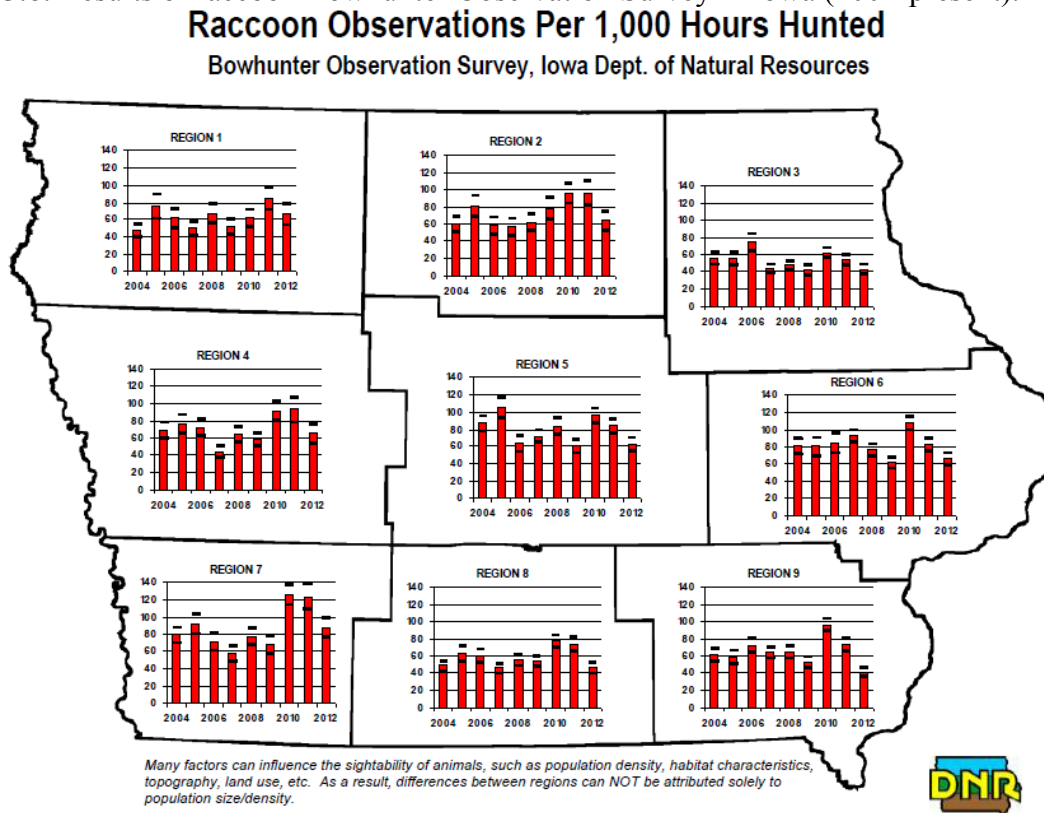 Results of Raccoon Bowhunter Observation Survey Iowa present).
Raccoon Observations Per 1,000 Hours Hunted
Bowhunter Observation Survey, Iowa Dept. of Natural Resources
REGION 1
140
120
100
80
60
40
20
0
2004 2006 2008 2010 2012
REGION 2
140
120
100
80
60
40
20
0
2004 2006 2008 2010 2012
REGION 3
140
120
100
80
60
40
20
0
2004 2006 2008 2010 2012
REGION 4
140
120
100
80
60
40
20
0
2004 2006 2008 2010 2012
REGION 5
140
120
100
80
60
40
20
0
2004 2006 2008 2010 2012
REGION 6
140
120
100
80
60
40
20
0
2004 2006 2008 2010 2012
REGION 7
140
120
100
80
60
40
20
0
2004 2006 2008 2010 2012
REGION 8
140
120
100
80
60
40
20
0
2004 2006 2008 2010 2012
REGION 9
140
120
100
80
60
40
20
0
2004 2006 2008 2010 2012
Many factors can influence the sightability of animals, such as population density, habitat characteristics,
topography, land use, etc. As a result, differences between regions can NOT be attributed solely to
population size/density.
DNR